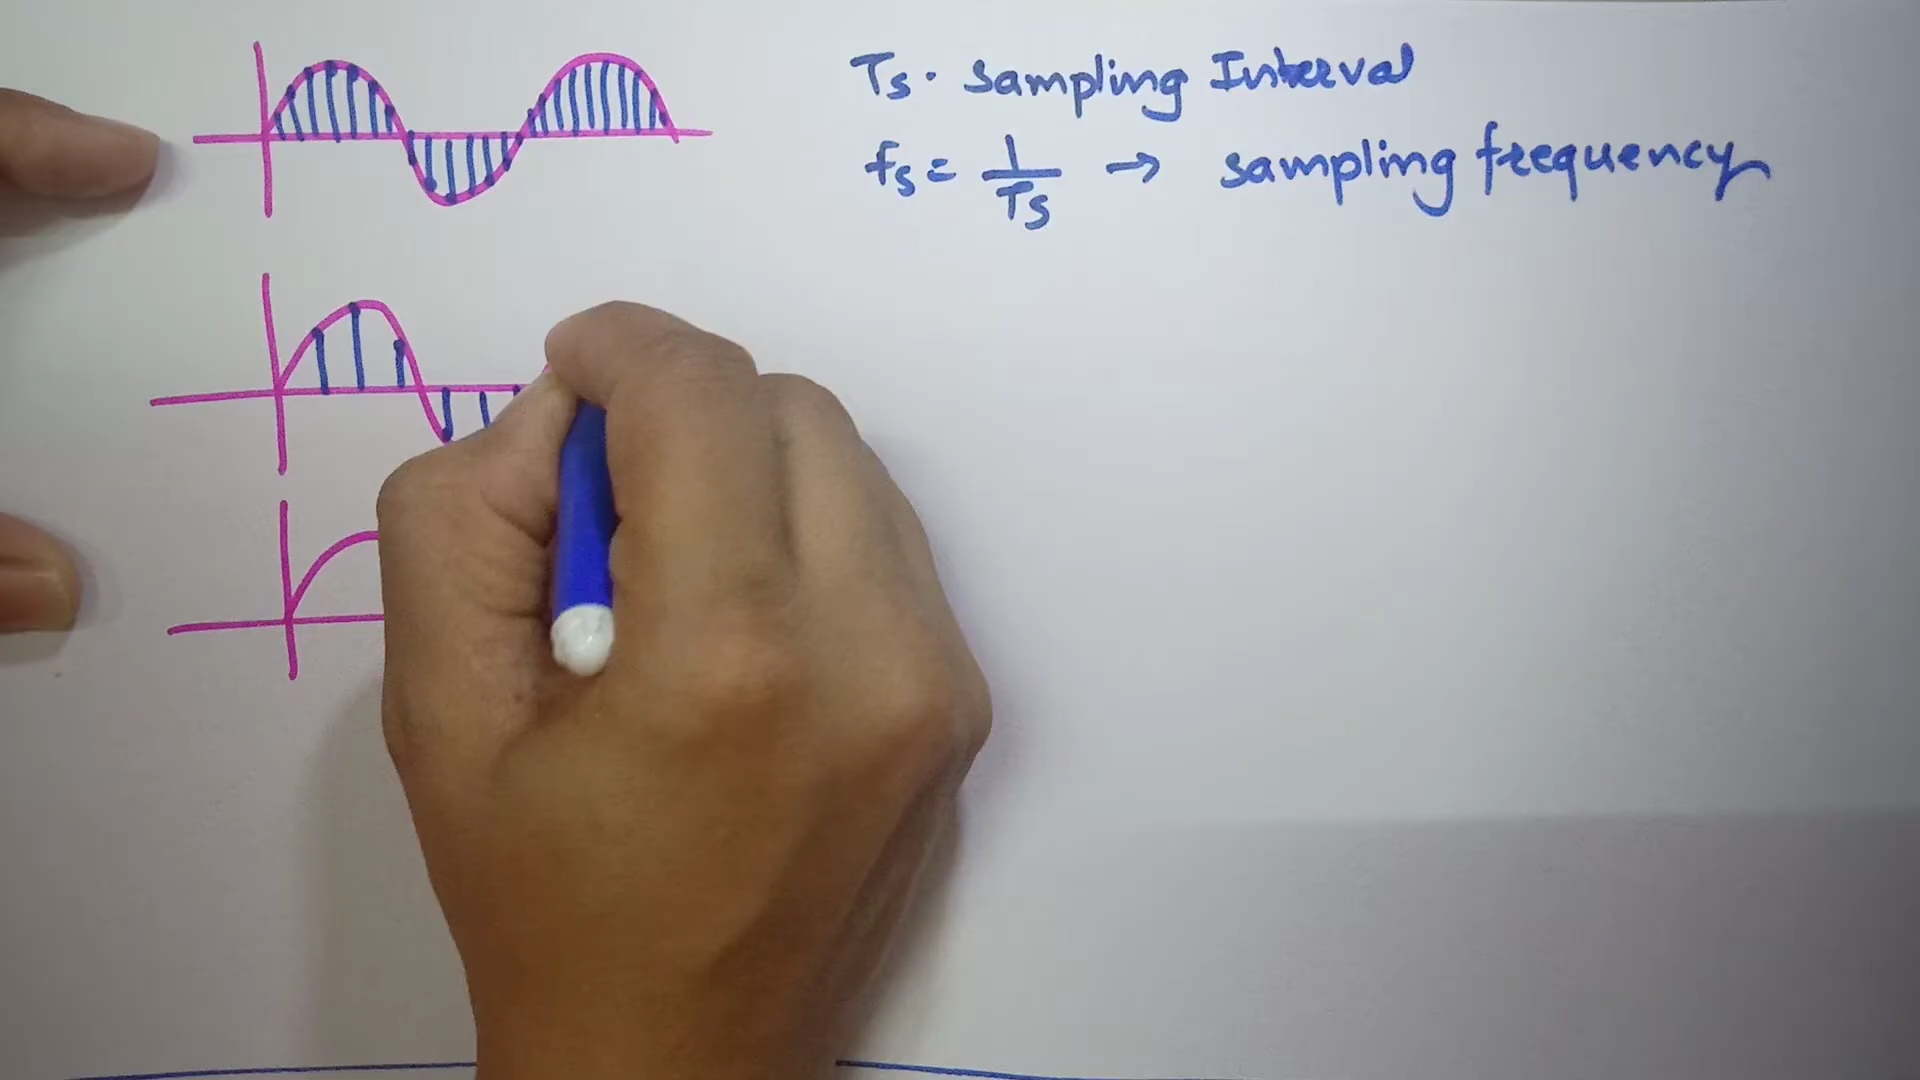 Ts. Sampling Interval
fs = 1/Ts → sampling frequency